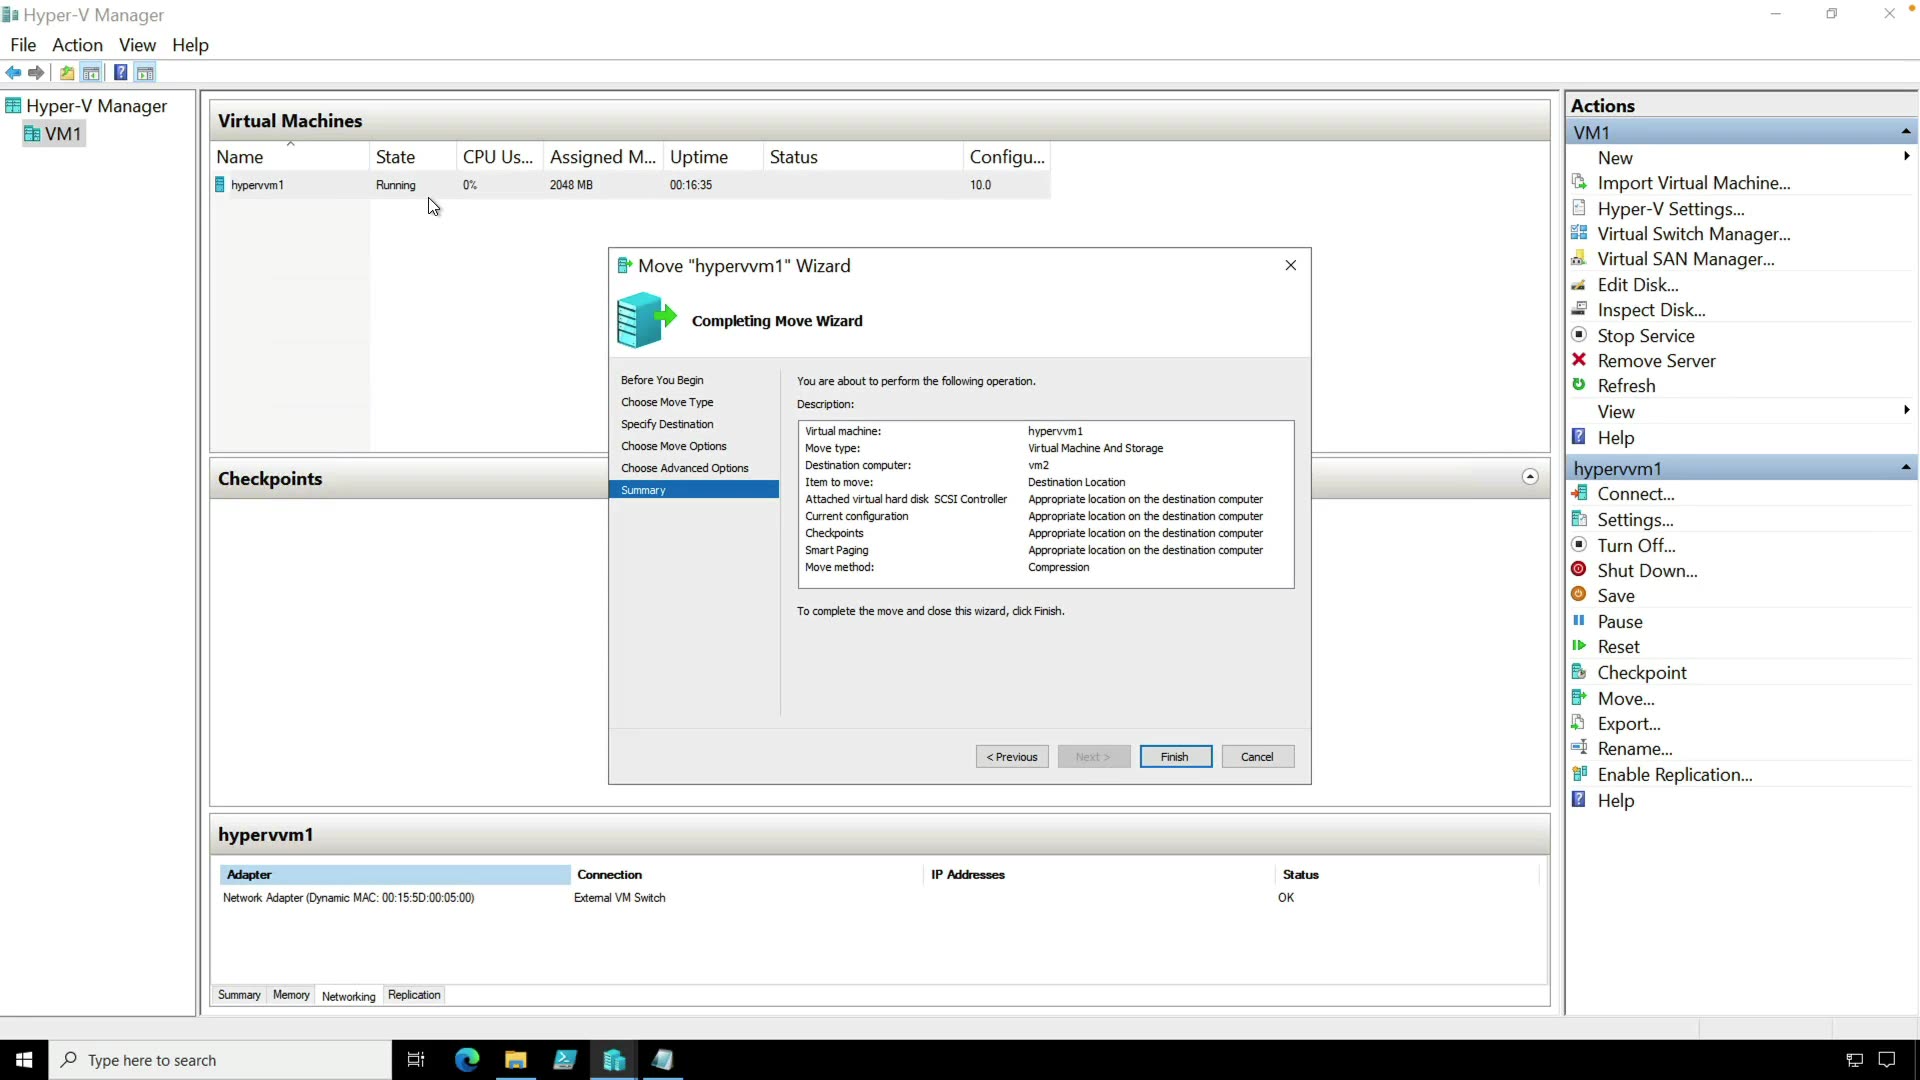 Hyper-V Manager
File Action View Help
Hyper-V Manager
VM1
Virtual Machines
Name State CPU Us... Assigned M... Uptime Status Configu...
hypervvm1 Running 0% 2048 MB 00:16:35 10.0
Move "hypervvm1" Wizard
Completing Move Wizard
Before You Begin
Choose Move Type
Specify Destination
Choose Move Options
Choose Advanced Options
Summary
You are about to perform the following operation.
Description:
Virtual machine: hypervvm1
Move type: Virtual Machine And Storage
Destination computer: vm2
Item to move: Destination Location
Attached virtual hard disk SCSI Controller Appropriate location on the destination computer
Current configuration Appropriate location on the destination computer
Checkpoints Appropriate location on the destination computer
Smart Paging Appropriate location on the destination computer
Move method: Compression
To complete the move and close this wizard, click Finish.
< Previous Next > Finish Cancel
Checkpoints
hypervvm1
Adapter Connection IP Addresses Status
Network Adapter (Dynamic MAC: 00:15:5D:00:05:00) External VM Switch OK
Summary Memory Networking Replication
Actions
VM1
New
Import Virtual Machine...
Hyper-V Settings...
Virtual Switch Manager...
Virtual SAN Manager...
Edit Disk...
Inspect Disk...
Stop Service
Remove Server
Refresh
View
Help
hypervvm1
Connect...
Settings...
Turn Off...
Shut Down...
Save
Pause
Reset
Checkpoint
Move...
Export...
Rename...
Enable Replication...
Help
Type here to search